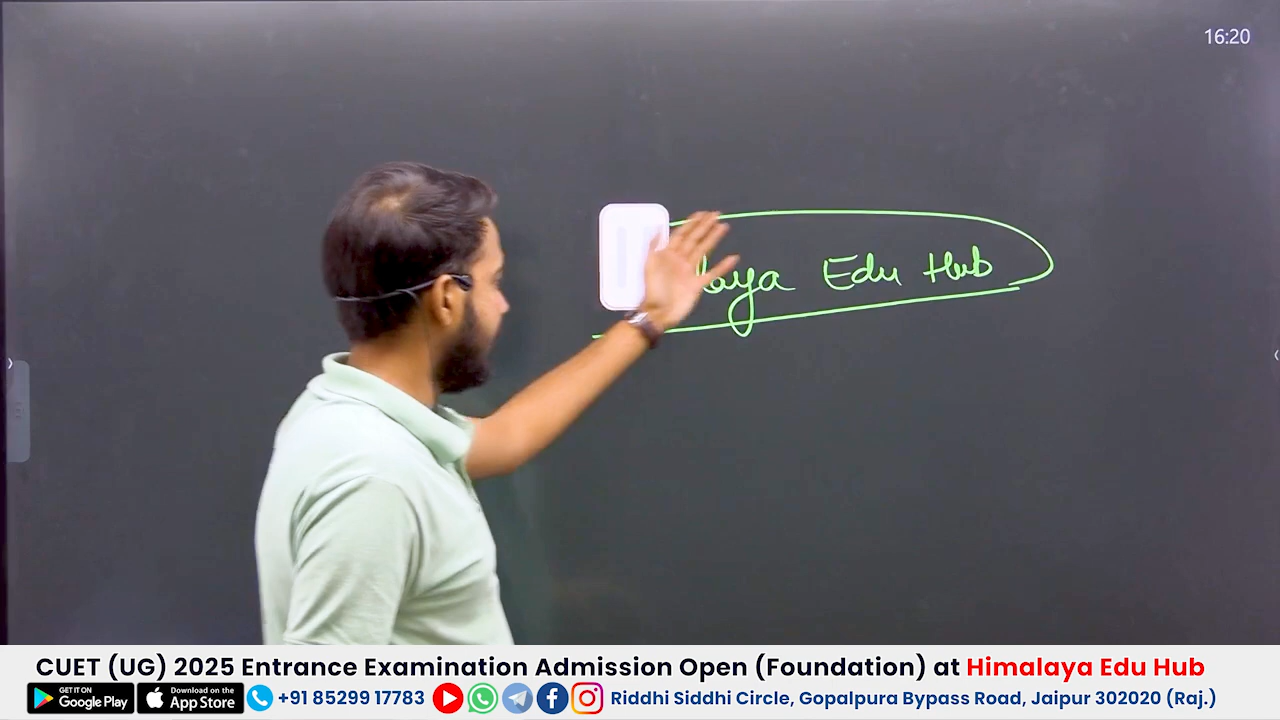 16:20
laya Edu Hub
CUET (UG) 2025 Entrance Examination Admission Open (Foundation) at Himalaya Edu Hub
GET IT ON Google Play Download on the App Store +91 85299 17783 Riddhi Siddhi Circle, Gopalpura Bypass Road, Jaipur 302020 (Raj.)